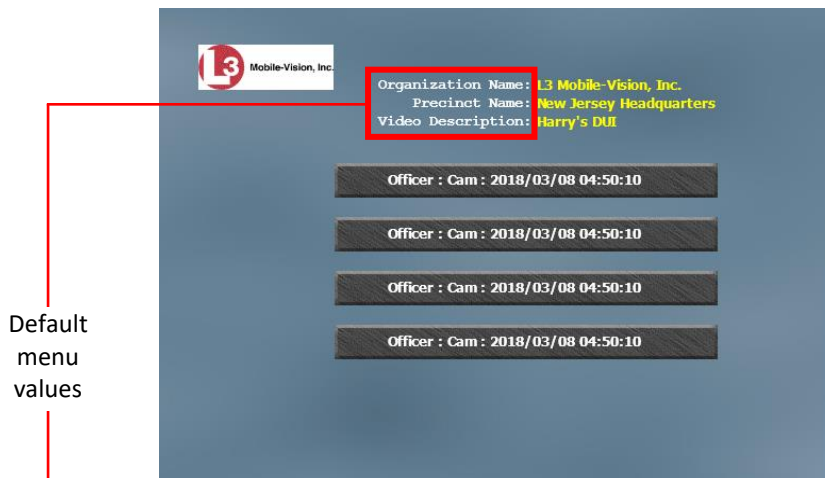 L3 Mobile-Vision, Inc.
Organization Name: L3 Mobile-Vision, Inc.
Precinct Name: New Jersey Headquarters
Video Description: Harry's DUI
Officer : Cam : 2018/03/08 04:50:10
Officer : Cam : 2018/03/08 04:50:10
Officer : Cam : 2018/03/08 04:50:10
Officer : Cam : 2018/03/08 04:50:10
Default
menu
values